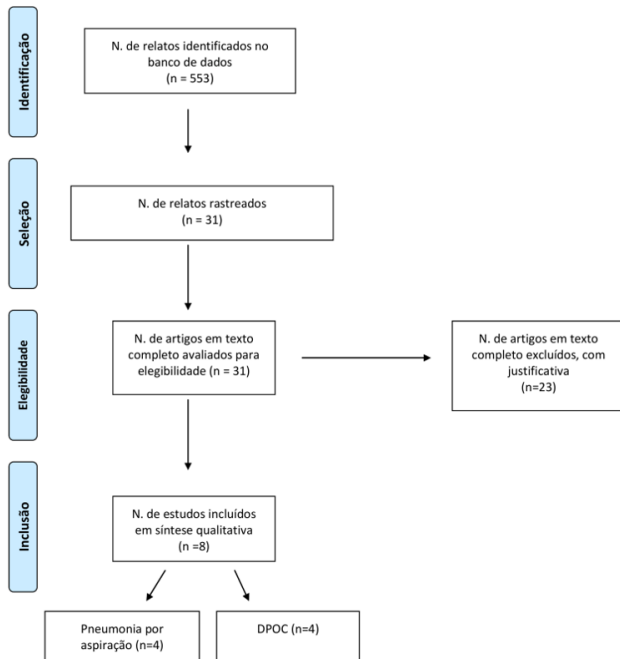 Identificação
N. de relatos identificados no
banco de dados
(n = 553)
Seleção
N. de relatos rastreados
(n = 31)
Elegibilidade
N. de artigos em texto
completo avaliados para
elegibilidade (n = 31)
N. de artigos em texto
completo excluídos, com
justificativa
(n=23)
Inclusão
N. de estudos incluídos
em síntese qualitativa
(n =8)
Pneumonia por
aspiração (n=4)
DPOC (n=4)